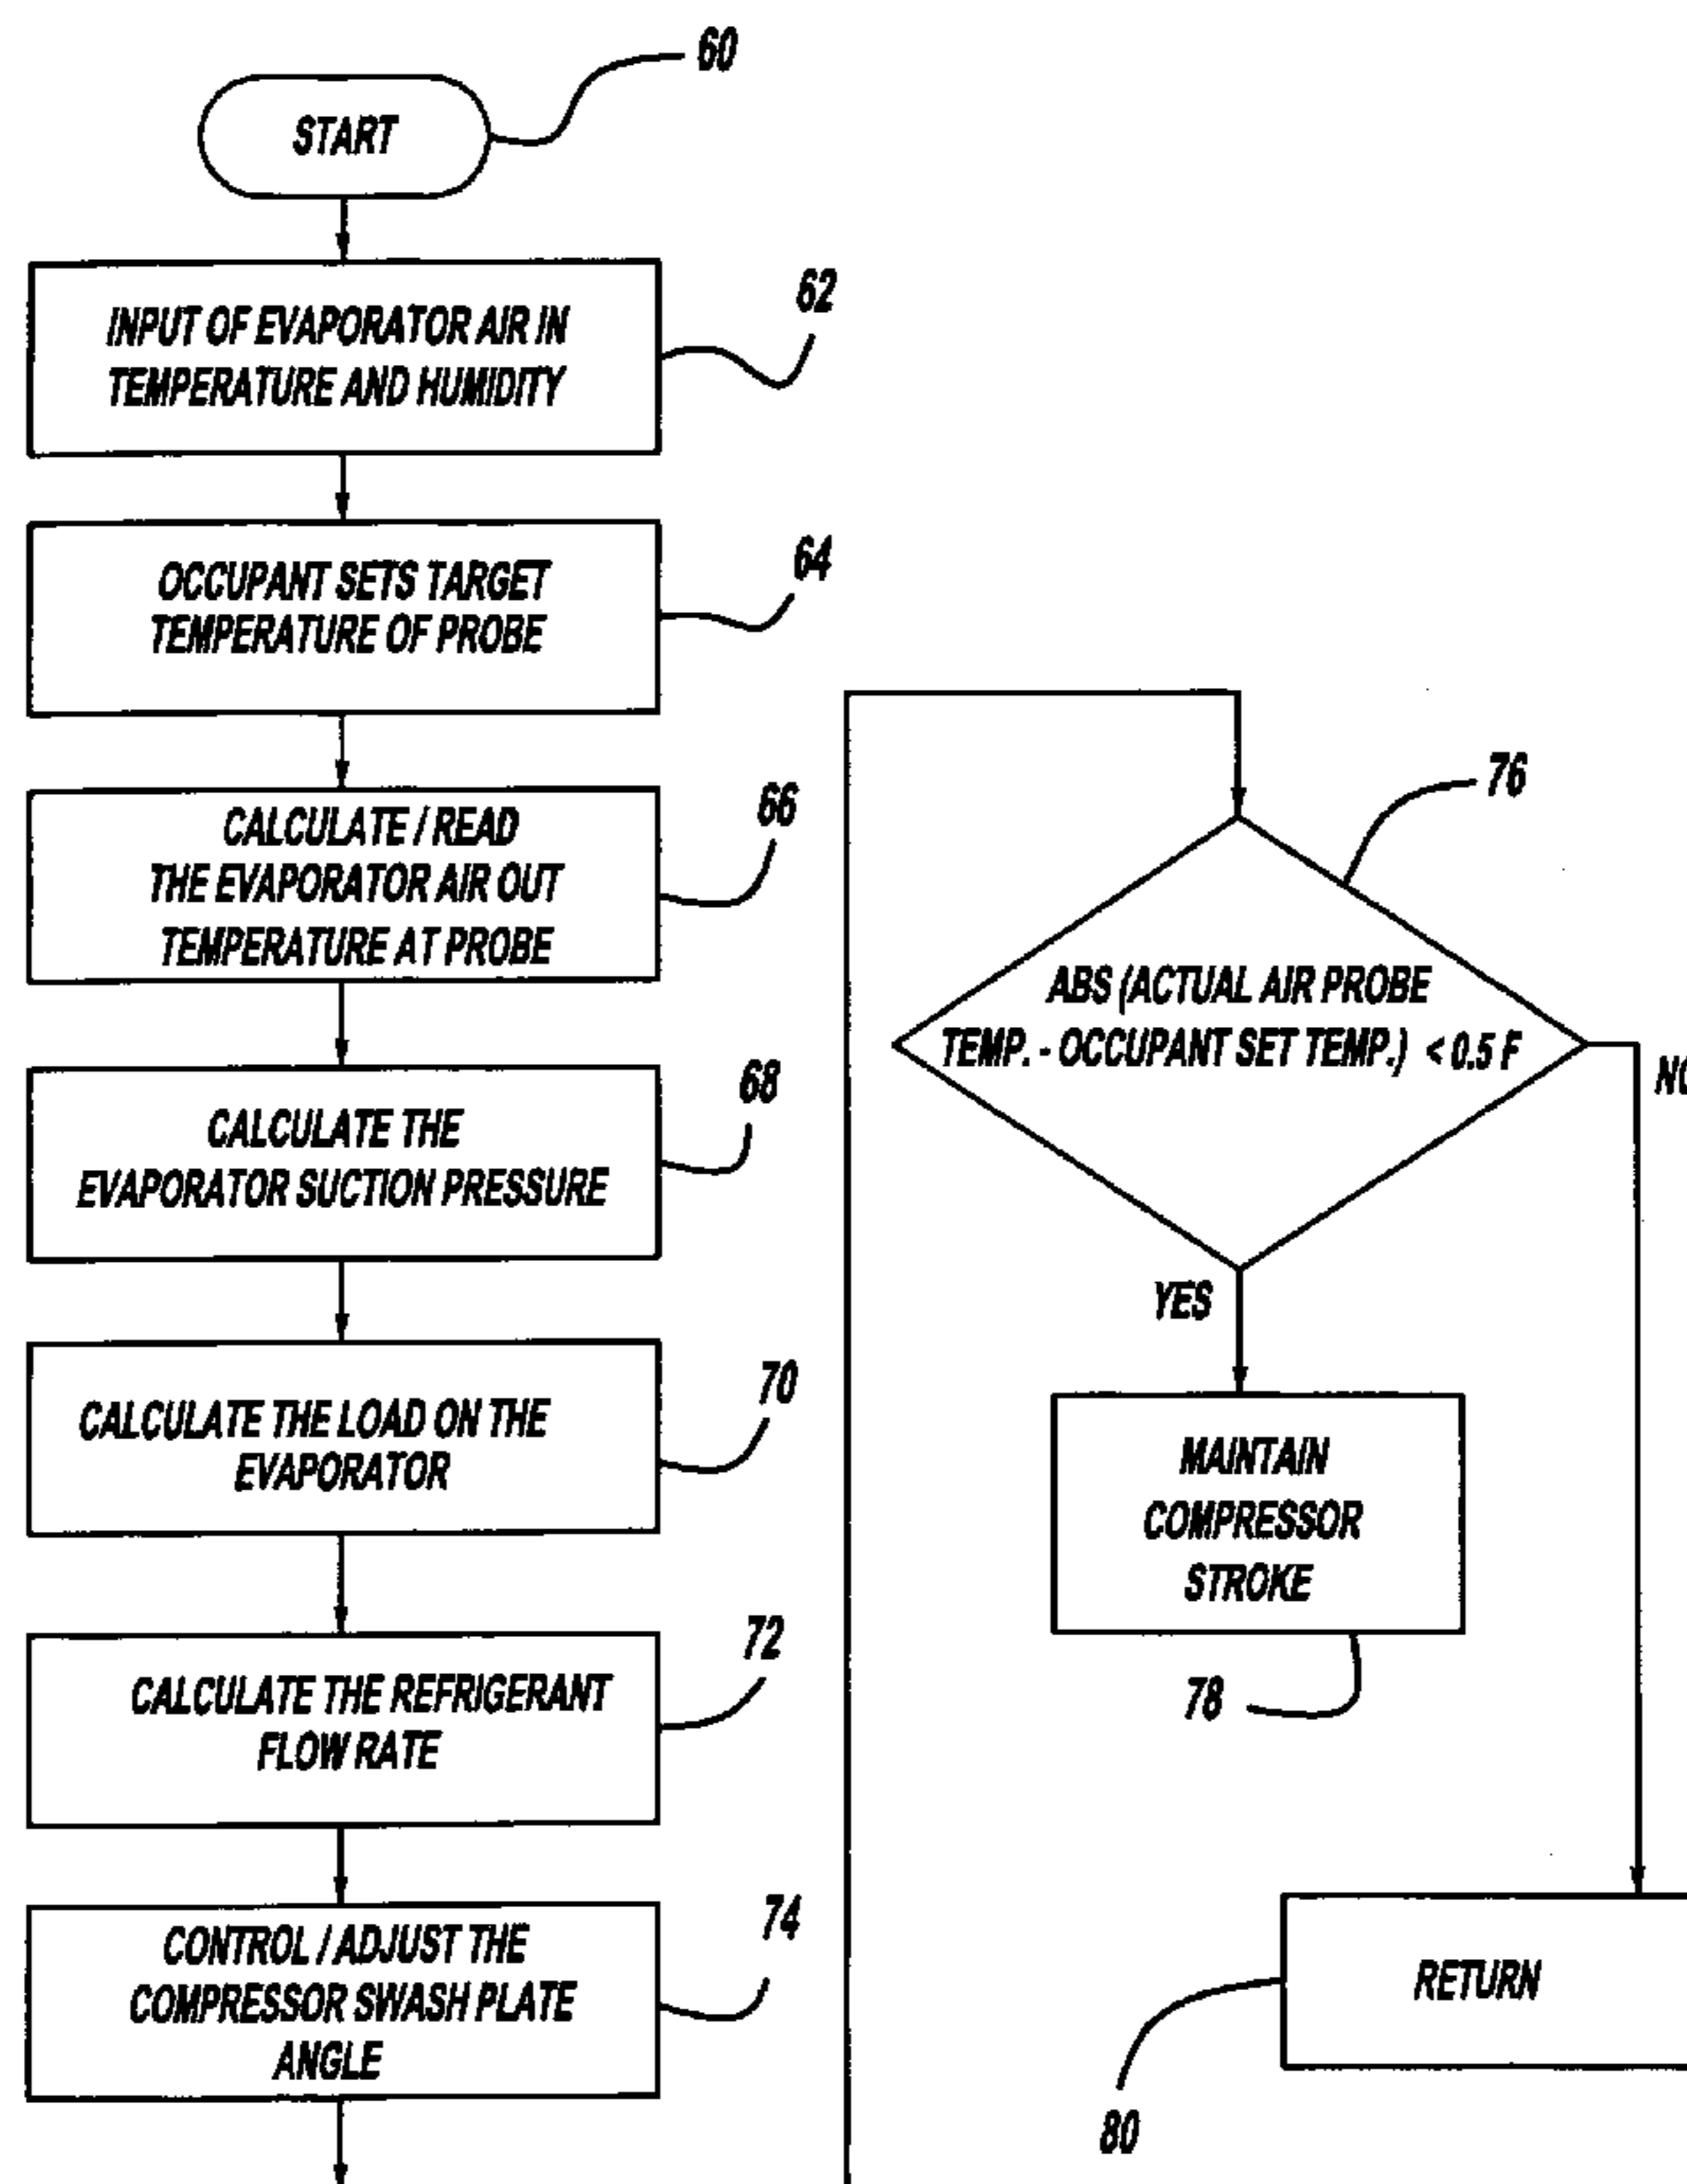 60
START
62
INPUT OF EVAPORATOR AIR IN
TEMPERATURE AND HUMIDITY
64
OCCUPANT SETS TARGET
TEMPERATURE OF PROBE
66
CALCULATE / READ
THE EVAPORATOR AIR OUT
TEMPERATURE AT PROBE
68
CALCULATE THE
EVAPORATOR SUCTION PRESSURE
70
CALCULATE THE LOAD ON THE
EVAPORATOR
72
CALCULATE THE REFRIGERANT
FLOW RATE
74
CONTROL / ADJUST THE
COMPRESSOR SWASH PLATE
ANGLE
76
ABS (ACTUAL AIR PROBE
TEMP. - OCCUPANT SET TEMP.) < 0.5 F
NO
YES
MAINTAIN
COMPRESSOR
STROKE
78
RETURN
80